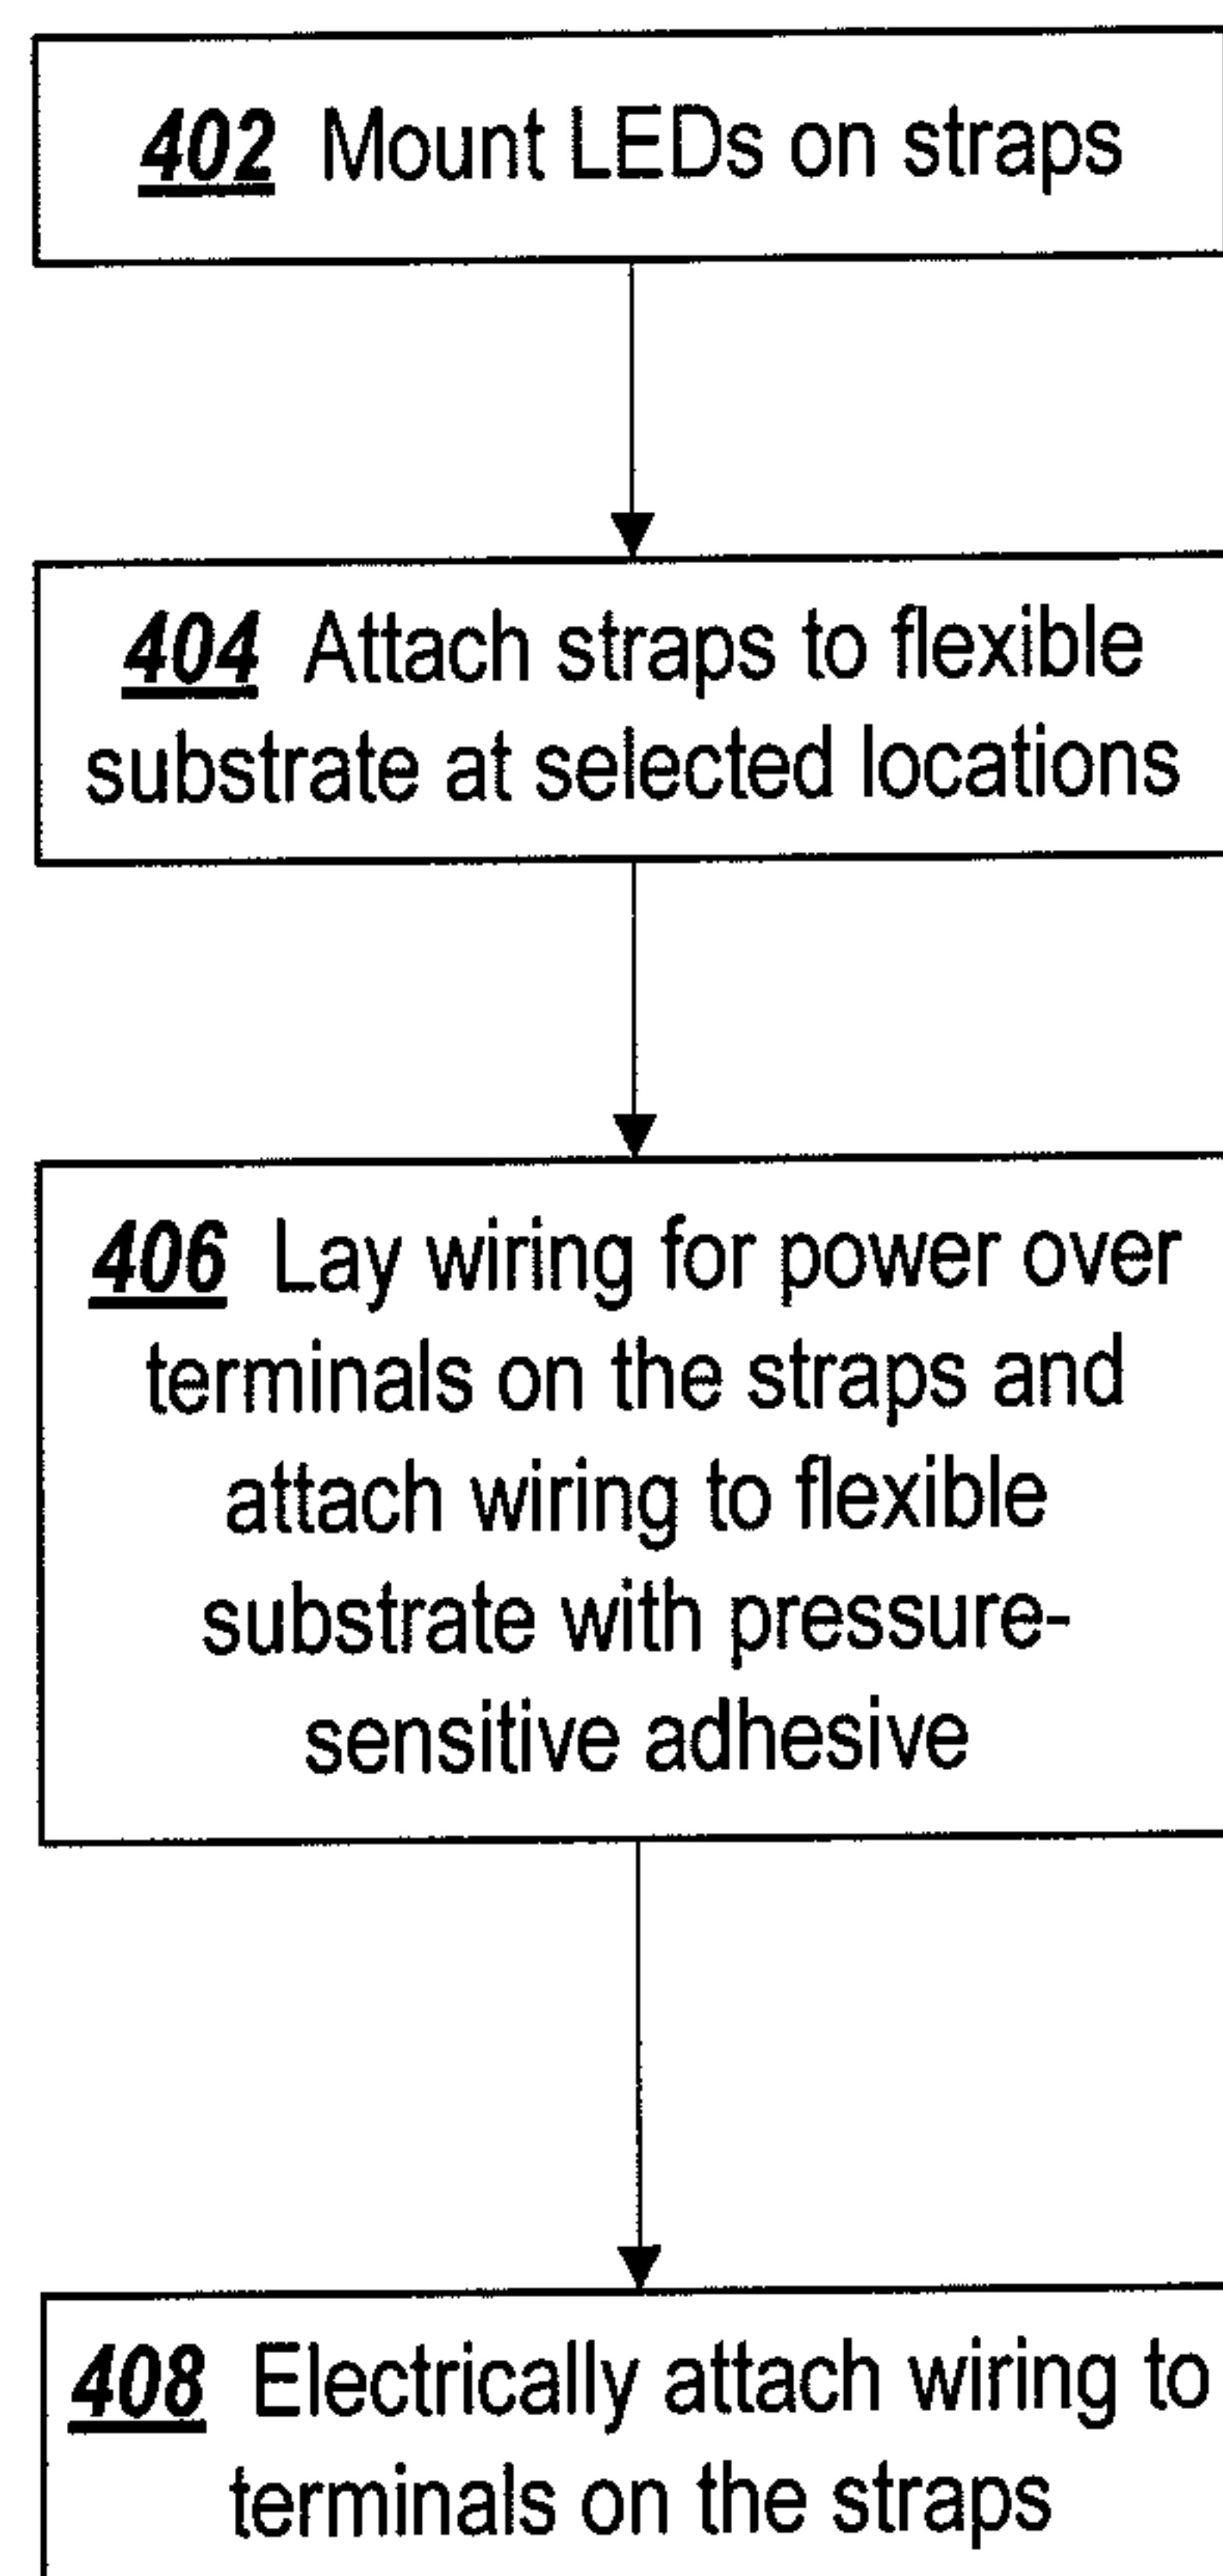 402 Mount LEDs on straps
404 Attach straps to flexible
substrate at selected locations
406 Lay wiring for power over
terminals on the straps and
attach wiring to flexible
substrate with pressure-
sensitive adhesive
408 Electrically attach wiring to
terminals on the straps